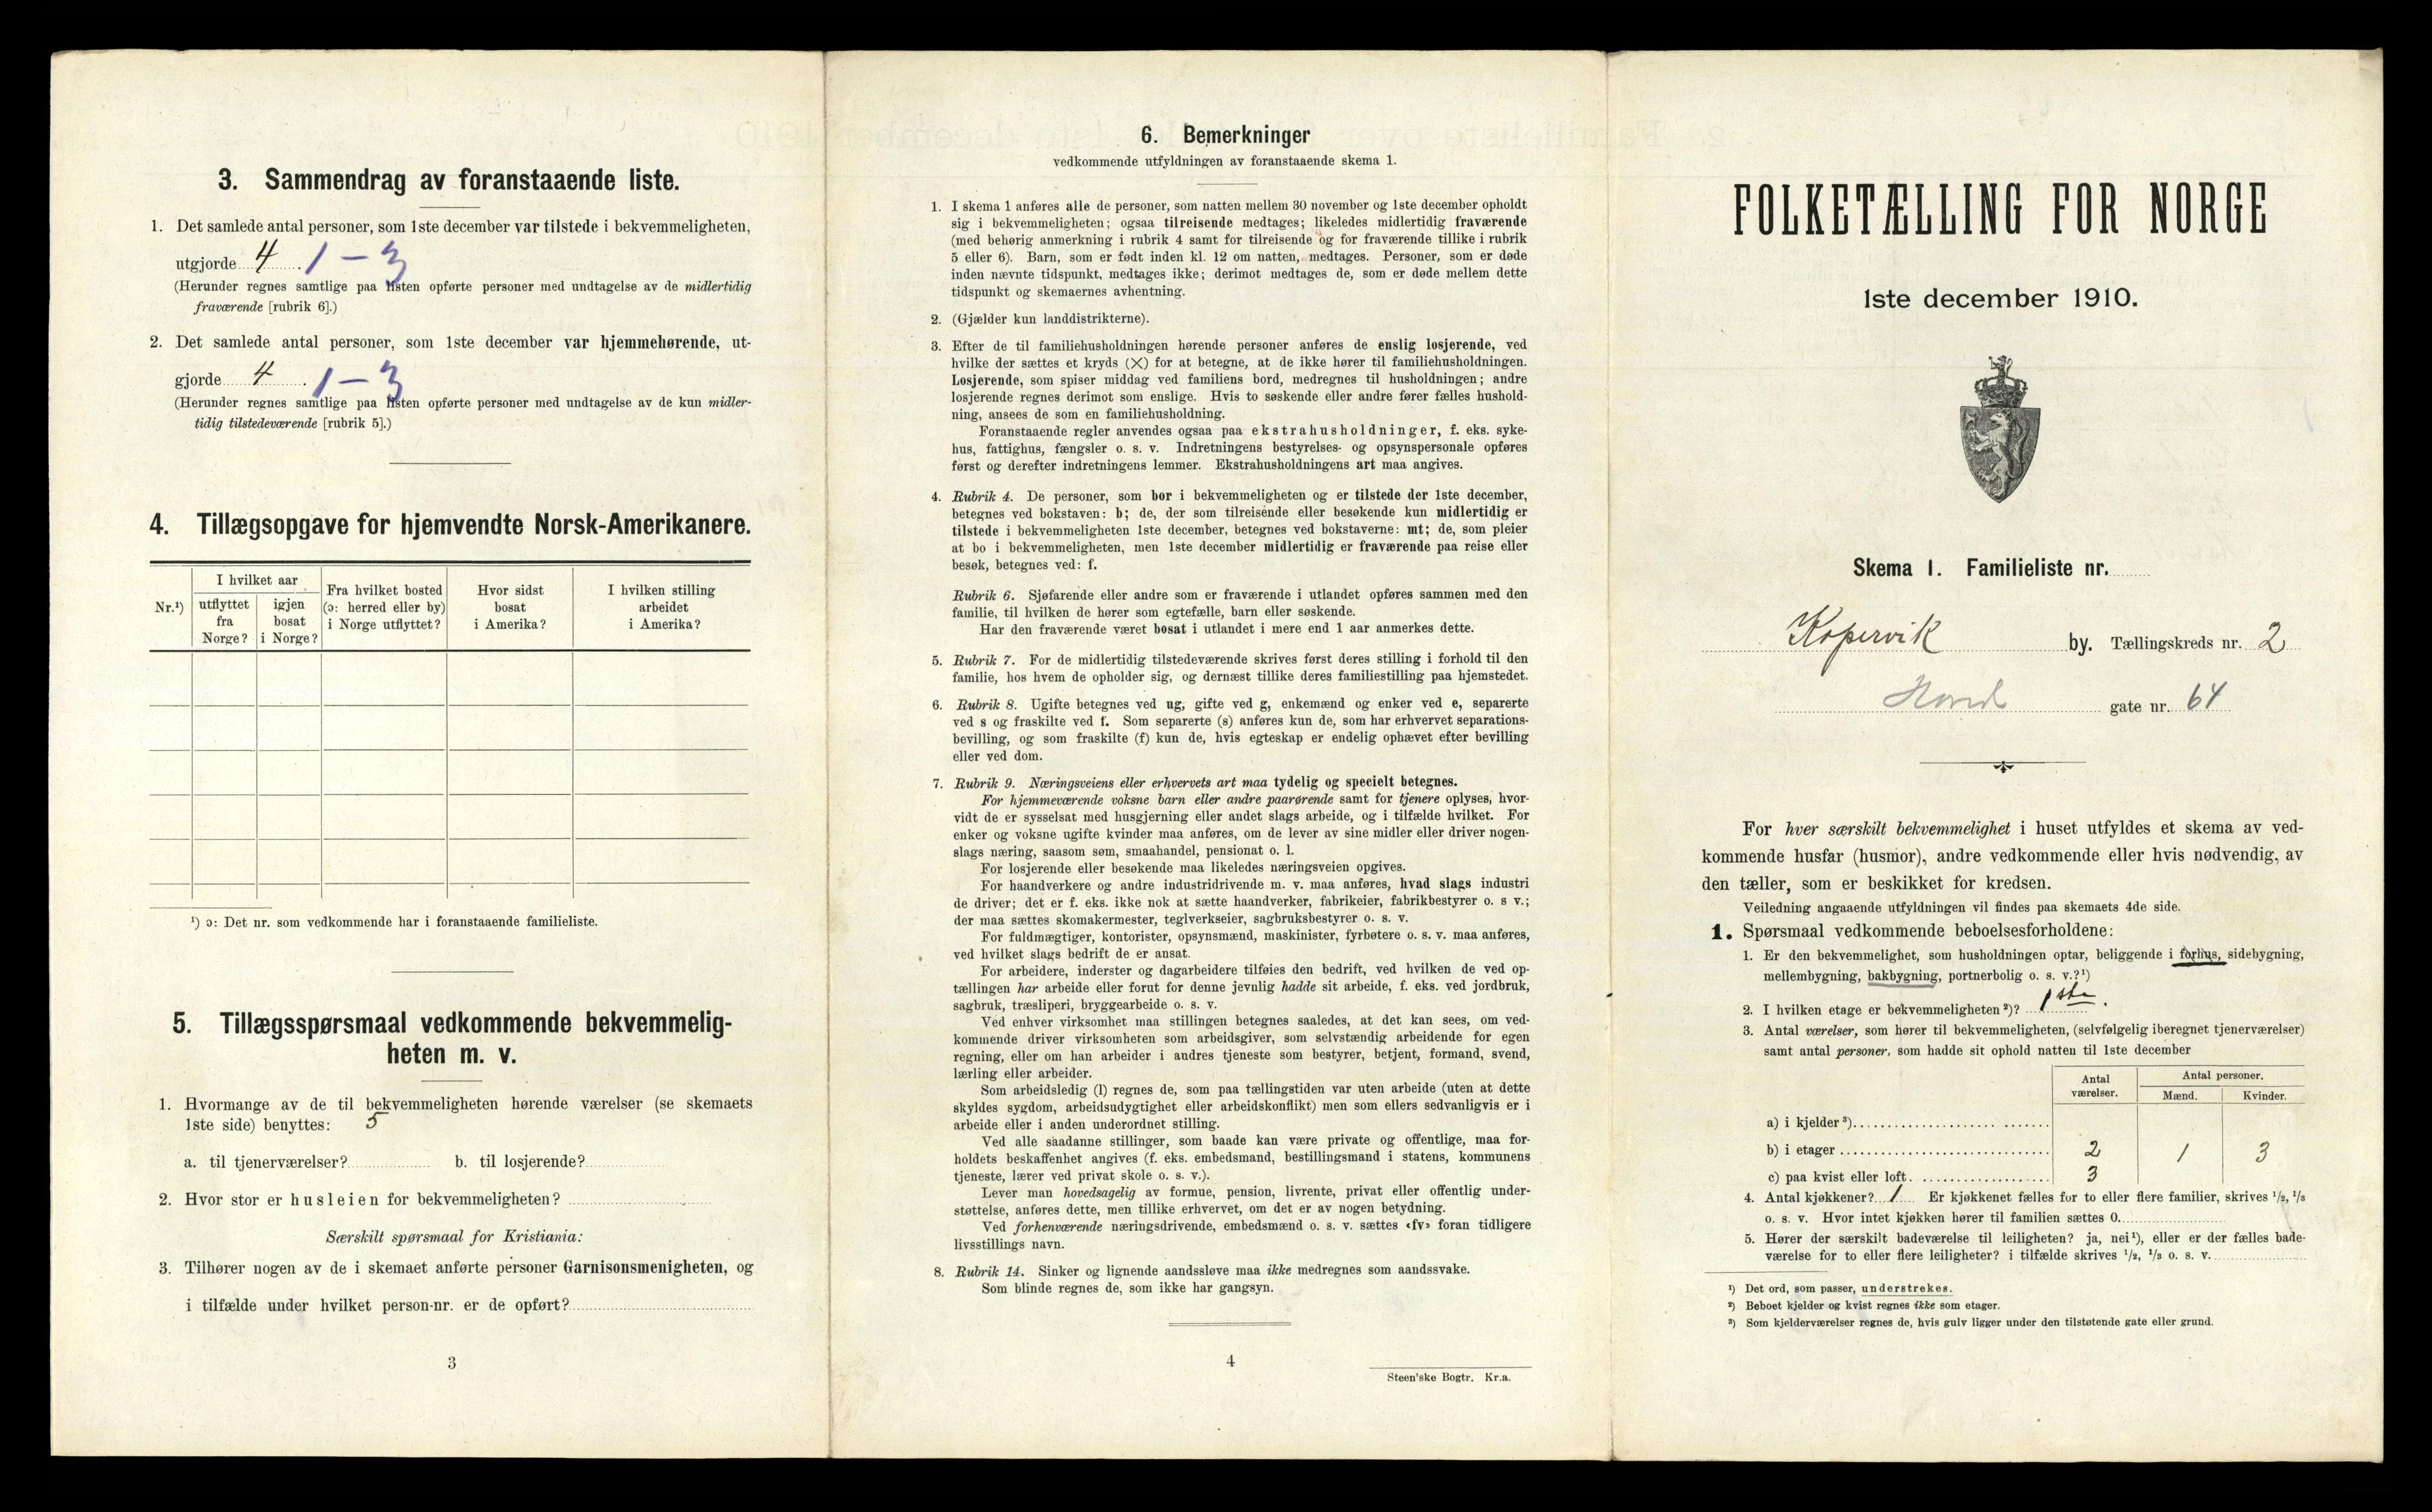 3. Sammendrag av foranstaaende liste.
1. Det samlede antal personer, som 1ste december var tilstede i bekvemmeligheten,
utgjorde 4 . 1 – 3
(Herunder regnes samtlige paa listen opførte personer med undtagelse av de midlertidig
fraværende [rubrik 6].)
2. Det samlede antal personer, som 1ste december var hjemmehørende, ut-
gjorde 4 . 1 – 3
(Herunder regnes samtlige paa listen opførte personer med undtagelse av de kun midler-
tidig tilstedeværende [rubrik 5].)
4. Tillægsopgave for hjemvendte Norsk-Amerikanere.
Nr.¹)
I hvilket aar
utflyttet fra Norge?
igjen bosat i Norge?
Fra hvilket bosted (ɔ: herred eller by) i Norge utflyttet?
Hvor sidst bosat i Amerika?
I hvilken stilling arbeidet i Amerika?
¹) ɔ: Det nr. som vedkommende har i foranstaaende familieliste.
5. Tillægsspørsmaal vedkommende bekvemmelig-
heten m. v.
1. Hvormange av de til bekvemmeligheten hørende værelser (se skemaets
1ste side) benyttes: 5
a. til tjenerværelser? b. til losjerende?
2. Hvor stor er husleien for bekvemmeligheten?
Særskilt spørsmaal for Kristiania:
3. Tilhører nogen av de i skemaet anførte personer Garnisonsmenigheten, og
i tilfælde under hvilket person-nr. er de opført?
3
6. Bemerkninger
vedkommende utfyldningen av foranstaaende skema 1.
1. I skema 1 anføres alle de personer, som natten mellem 30 november og 1ste december opholdt
sig i bekvemmeligheten; ogsaa tilreisende medtages; likeledes midlertidig fraværende
(med behørig anmerkning i rubrik 4 samt for tilreisende og for fraværende tillike i rubrik
5 eller 6). Barn, som er født inden kl. 12 om natten, medtages. Personer, som er døde
inden nævnte tidspunkt, medtages ikke; derimot medtages de, som er døde mellem dette
tidspunkt og skemaernes avhentning.
2. (Gjælder kun landdistrikterne).
3. Efter de til familiehusholdningen hørende personer anføres de enslig losjerende, ved
hvilke der sættes et kryds (X) for at betegne, at de ikke hører til familiehusholdningen.
Losjerende, som spiser middag ved familiens bord, medregnes til husholdningen; andre
losjerende regnes derimot som enslige. Hvis to søskende eller andre fører fælles hushold-
ning, ansees de som en familiehusholdning.
Foranstaaende regler anvendes ogsaa paa ekstrahusholdninger, f. eks. syke-
hus, fattighus, fængsler o. s. v. Indretningens bestyrelses- og opsynspersonale opføres
først og derefter indretningens lemmer. Ekstrahusholdningens art maa angives.
4. Rubrik 4. De personer, som bor i bekvemmeligheten og er tilstede der 1ste december,
betegnes ved bokstaven: b; de, der som tilreisende eller besøkende kun midlertidig er
tilstede i bekvemmeligheten 1ste december, betegnes ved bokstaverne: mt; de, som pleier
at bo i bekvemmeligheten, men 1ste december midlertidig er fraværende paa reise eller
besøk, betegnes ved: f.
Rubrik 6. Sjøfarende eller andre som er fraværende i utlandet opføres sammen med den
familie, til hvilken de hører som egtefælle, barn eller søskende.
Har den fraværende været bosat i utlandet i mere end 1 aar anmerkes dette.
5. Rubrik 7. For de midlertidig tilstedeværende skrives først deres stilling i forhold til den
familie, hos hvem de opholder sig, og dernæst tillike deres familiestilling paa hjemstedet.
6. Rubrik 8. Ugifte betegnes ved ug, gifte ved g, enkemænd og enker ved e, separerte
ved s og fraskilte ved f. Som separerte (s) anføres kun de, som har erhvervet separations-
bevilling, og som fraskilte (f) kun de, hvis egteskap er endelig ophævet efter bevilling
eller ved dom.
7. Rubrik 9. Næringsveiens eller erhvervets art maa tydelig og specielt betegnes.
For hjemmeværende voksne barn eller andre paarørende samt for tjenere oplyses, hvor-
vidt de er sysselsat med husgjerning eller andet slags arbeide, og i tilfælde hvilket. For
enker og voksne ugifte kvinder maa anføres, om de lever av sine midler eller driver nogen-
slags næring, saasom søm, smaahandel, pensionat o. l.
For losjerende eller besøkende maa likeledes næringsveien opgives.
For haandverkere og andre industridrivende m. v. maa anføres, hvad slags industri
de driver; det er f. eks. ikke nok at sætte haandverker, fabrikeier, fabrikbestyrer o. s v.;
der maa sættes skomakermester, teglverkseier, sagbruksbestyrer o. s. v.
For fuldmægtiger, kontorister, opsynsmænd, maskinister, fyrbøtere o. s. v. maa anføres,
ved hvilket slags bedrift de er ansat.
For arbeidere, inderster og dagarbeidere tilføies den bedrift, ved hvilken de ved op-
tællingen har arbeide eller forut for denne jevnlig hadde sit arbeide, f. eks. ved jordbruk,
sagbruk, træsliperi, bryggearbeide o. s. v.
Ved enhver virksomhet maa stillingen betegnes saaledes, at det kan sees, om ved-
kommende driver virksomheten som arbeidsgiver, som selvstændig arbeidende for egen
regning, eller om han arbeider i andres tjeneste som bestyrer, betjent, formand, svend,
lærling eller arbeider.
Som arbeidsledig (l) regnes de, som paa tællingstiden var uten arbeide (uten at dette
skyldes sygdom, arbeidsudygtighet eller arbeidskonflikt) men som ellers sedvanligvis er i
arbeide eller i anden underordnet stilling.
Ved alle saadanne stillinger, som baade kan være private og offentlige, maa for-
holdets beskaffenhet angives (f. eks. embedsmand, bestillingsmand i statens, kommunens
tjeneste, lærer ved privat skole o. s. v.).
Lever man hovedsagelig av formue, pension, livrente, privat eller offentlig under-
støttelse, anføres dette, men tillike erhvervet, om det er av nogen betydning.
Ved forhenværende næringsdrivende, embedsmænd o. s. v. sættes «fv» foran tidligere
livsstillings navn.
8. Rubrik 14. Sinker og lignende aandssløve maa ikke medregnes som aandssvake.
Som blinde regnes de, som ikke har gangsyn.
4
Steen'ske Bogtr. Kr.a.
FOLKETÆLLING FOR NORGE
1ste december 1910.
Skema 1. Familieliste nr.
Kopervik by. Tællingskreds nr. 2
Nord gate nr. 64
For hver særskilt bekvemmelighet i huset utfyldes et skema av ved-
kommende husfar (husmor), andre vedkommende eller hvis nødvendig, av
den tæller, som er beskikket for kredsen.
Veiledning angaaende utfyldningen vil findes paa skemaets 4de side.
1. Spørsmaal vedkommende beboelsesforholdene:
1. Er den bekvemmelighet, som husholdningen optar, beliggende i forhus, sidebygning,
mellembygning, bakbygning, portnerbolig o. s. v.?¹)
2. I hvilken etage er bekvemmeligheten²)? 1ste.
3. Antal værelser, som hører til bekvemmeligheten, (selvfølgelig iberegnet tjenerværelser)
samt antal personer, som hadde sit ophold natten til 1ste december
Antal værelser. Antal personer.
Mænd. Kvinder.
a) i kjelder³)
b) i etager 2 1 3
c) paa kvist eller loft 3
4. Antal kjøkkener? 1 Er kjøkkenet fælles for to eller flere familier, skrives 1/2, 1/3
o. s. v. Hvor intet kjøkken hører til familien sættes 0.
5. Hører der særskilt badeværelse til leiligheten? ja, nei¹), eller er der fælles bade-
værelse for to eller flere leiligheter? i tilfælde skrives 1/2, 1/3 o. s. v.
¹) Det ord, som passer, understrekes.
²) Beboet kjelder og kvist regnes ikke som etager.
³) Som kjelderværelser regnes de, hvis gulv ligger under den tilstøtende gate eller grund.